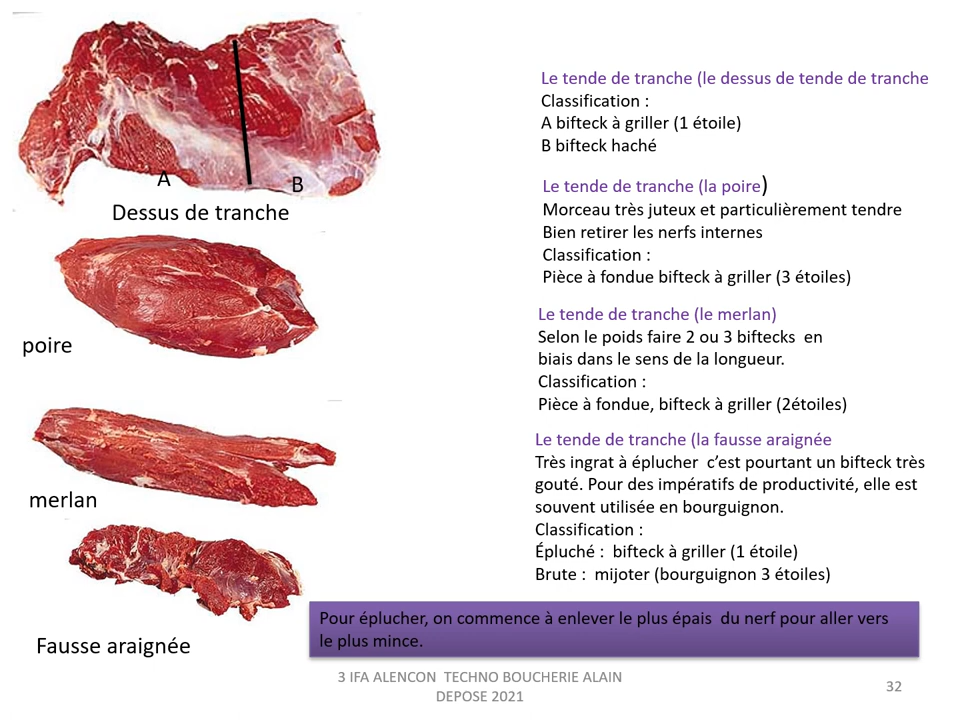 Le tende de tranche (le dessus de tende de tranche
Classification :
A bifteck à griller (1 étoile)
B bifteck haché
A
B
Dessus de tranche
Le tende de tranche (la poire)
Morceau très juteux et particulièrement tendre
Bien retirer les nerfs internes
Classification :
Pièce à fondue bifteck à griller (3 étoiles)
poire
Le tende de tranche (le merlan)
Selon le poids faire 2 ou 3 biftecks en
biais dans le sens de la longueur.
Classification :
Pièce à fondue, bifteck à griller (2étoiles)
merlan
Le tende de tranche (la fausse araignée
Très ingrat à éplucher c’est pourtant un bifteck très
gouté. Pour des impératifs de productivité, elle est
souvent utilisée en bourguignon.
Classification :
Épluché : bifteck à griller (1 étoile)
Brute : mijoter (bourguignon 3 étoiles)
Fausse araignée
Pour éplucher, on commence à enlever le plus épais du nerf pour aller vers
le plus mince.
3 IFA ALENCON TECHNO BOUCHERIE ALAIN
DEPOSE 2021
32